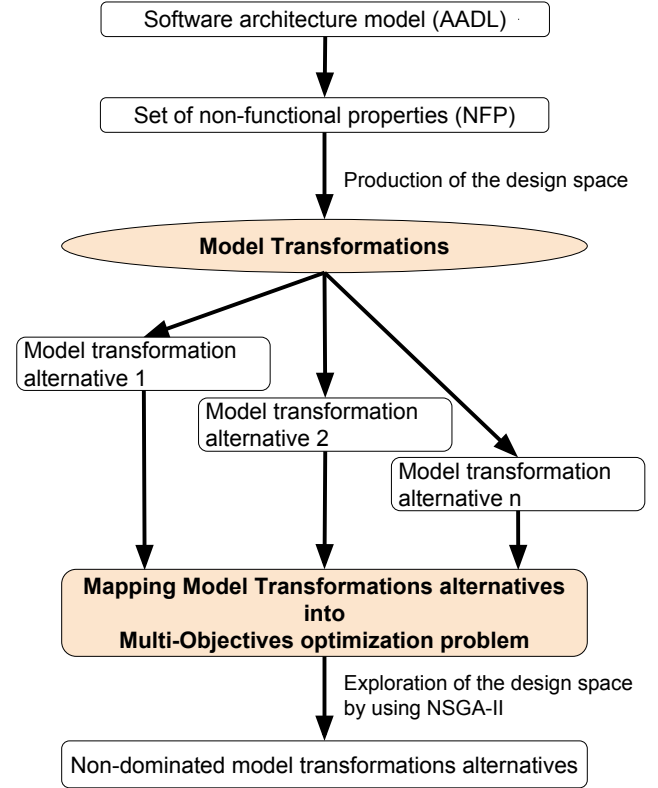 Software architecture model (AADL)
Set of non-functional properties (NFP)
Production of the design space
Model Transformations
Model transformation
alternative 1
Model transformation
alternative 2
Model transformation
alternative n
Mapping Model Transformations alternatives
into
Multi-Objectives optimization problem
Exploration of the design space
by using NSGA-II
Non-dominated model transformations alternatives